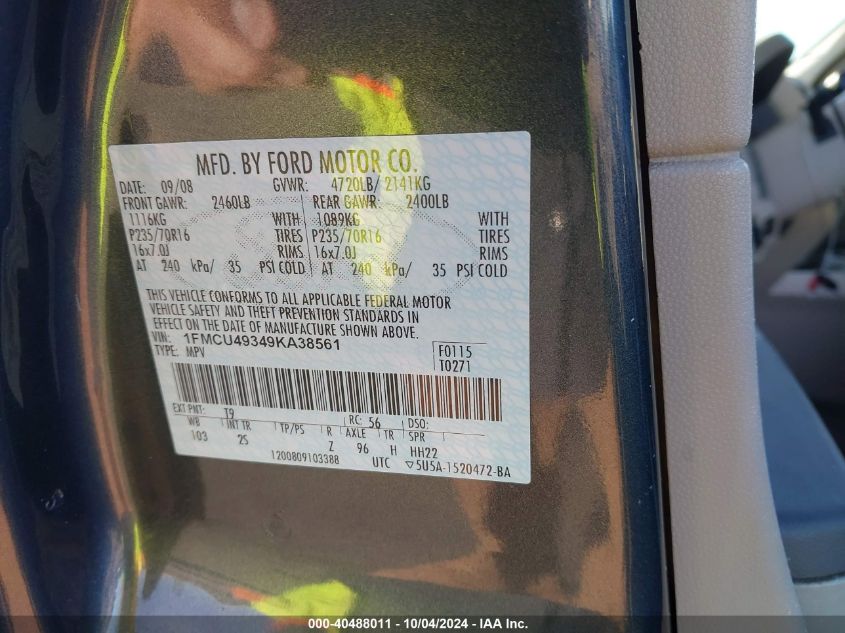 MFD. BY FORD MOTOR CO.
DATE: 09/08 GVWR: 4720LB/ 2141KG
FRONT GAWR: 2460LB REAR GAWR: 2400LB
1116KG WITH 1089KG WITH
P235/70R16 TIRES P235/70R16 TIRES
16x7.0J RIMS 16x7.0J RIMS
AT 240 kPa/ 35 PSI COLD AT 240 kPa/ 35 PSI COLD
THIS VEHICLE CONFORMS TO ALL APPLICABLE FEDERAL MOTOR
VEHICLE SAFETY AND THEFT PREVENTION STANDARDS IN
EFFECT ON THE DATE OF MANUFACTURE SHOWN ABOVE.
VIN: 1FMCU49349KA38561
TYPE: MPV
F0115
T0271
EXT PNT: T9 RC: 56 DSO:
WB INT TR TP/PS R AXLE TR SPR
103 25 Z 96 H HH22
1200809103388 UTC ▽5U5A-1520472-BA
000-40488011 - 10/04/2024 - IAA Inc.